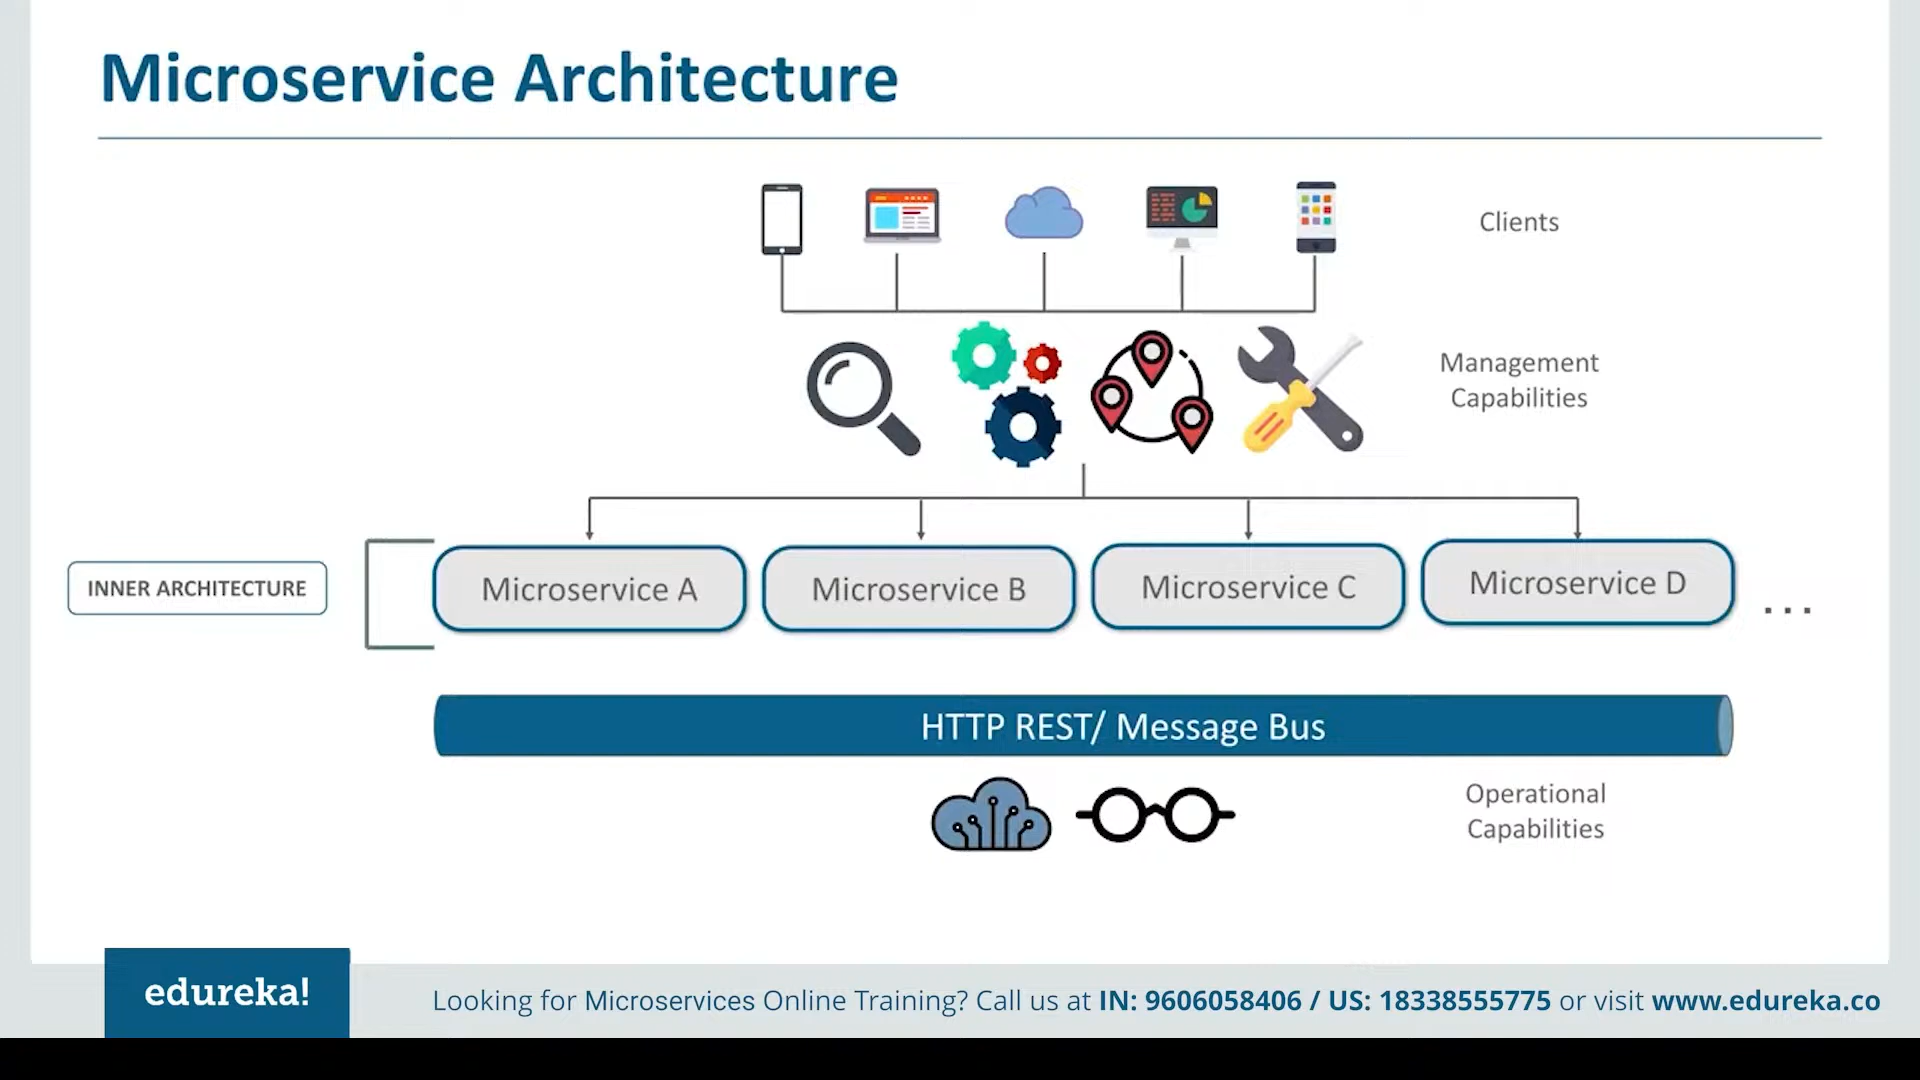 Microservice Architecture
Clients
Management
Capabilities
INNER ARCHITECTURE
Microservice A
Microservice B
Microservice C
Microservice D
...
HTTP REST/ Message Bus
Operational
Capabilities
edureka!
Looking for Microservices Online Training? Call us at IN: 9606058406 / US: 18338555775 or visit www.edureka.co